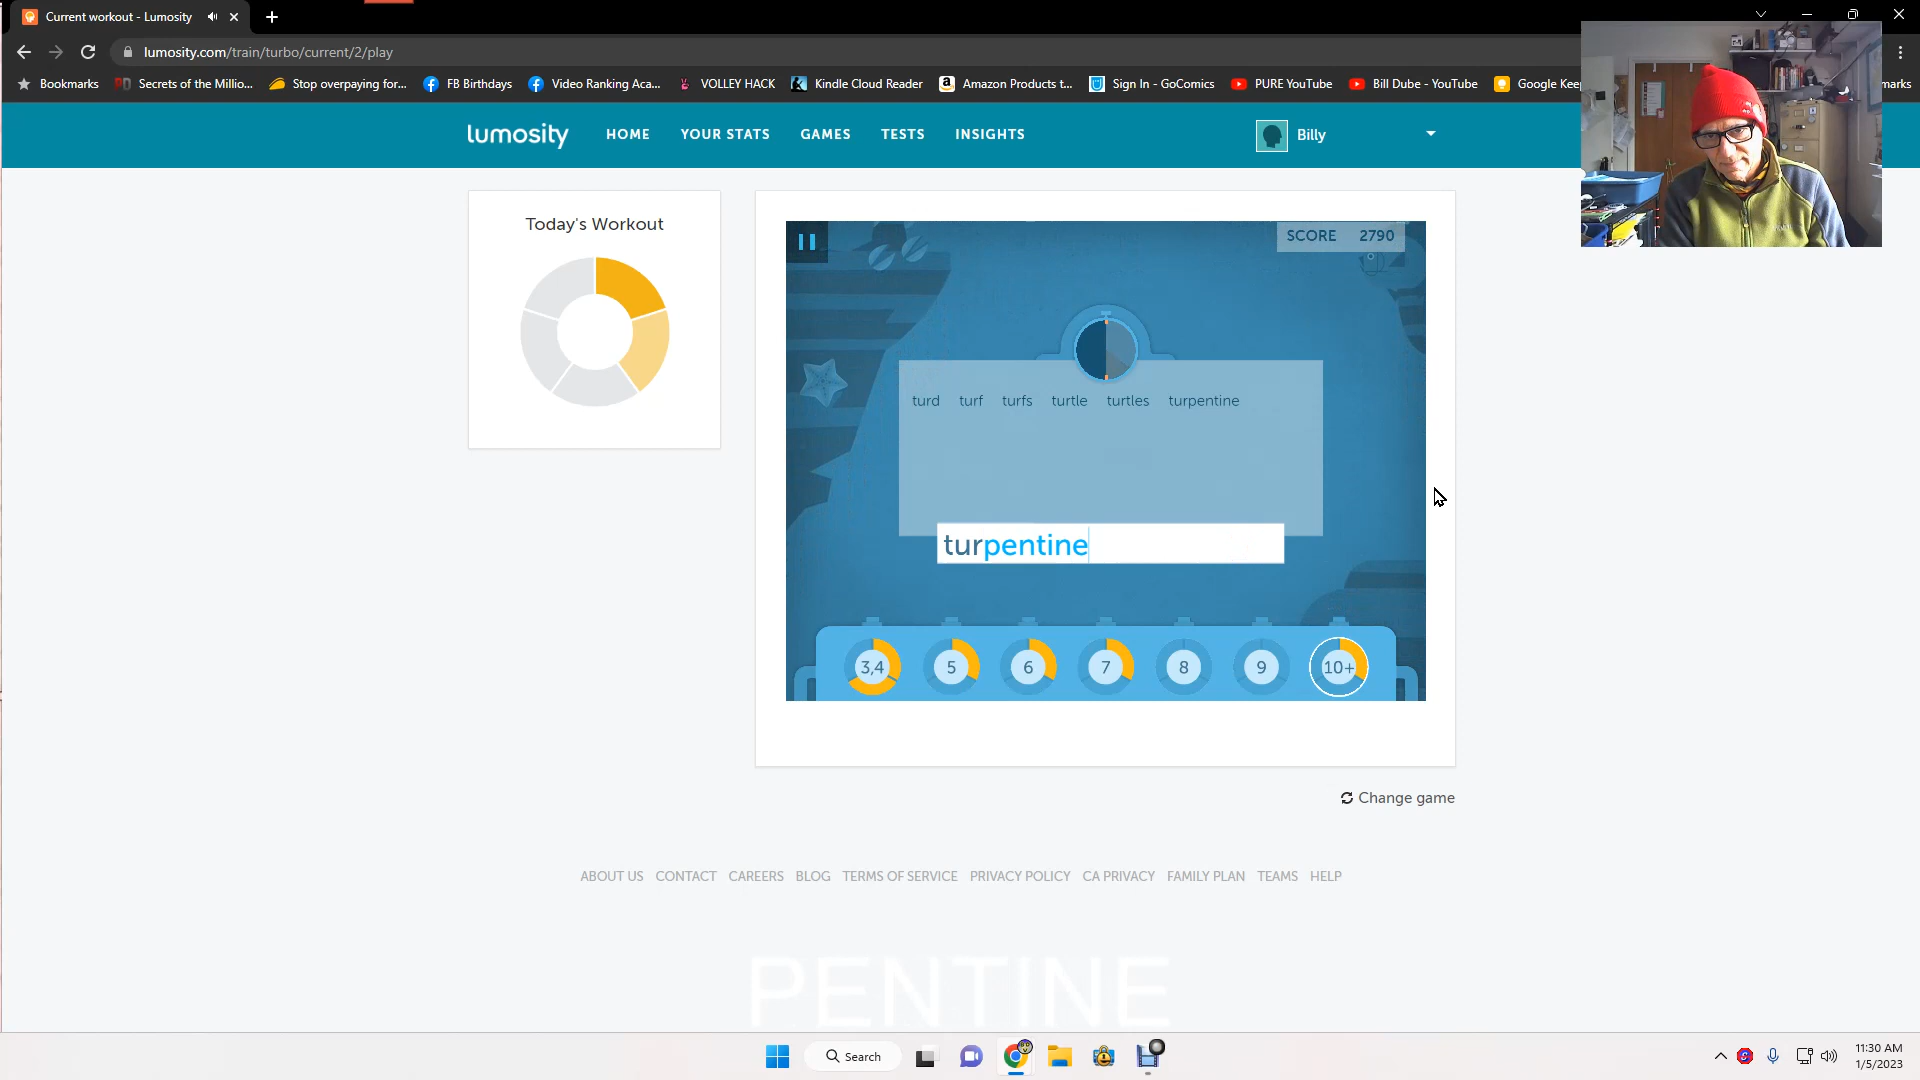 Current workout - Lumosity
lumosity.com/train/turbo/current/2/play
Bookmarks Secrets of the Millio... Stop overpaying for... FB Birthdays Video Ranking Aca... VOLLEY HACK Kindle Cloud Reader Amazon Products t... Sign In - GoComics PURE YouTube Bill Dube - YouTube Google Keep marks
lumosity HOME YOUR STATS GAMES TESTS INSIGHTS Billy
Today's Workout
SCORE 2790
turd turf turfs turtle turtles turpentine
turpentine
3,4 5 6 7 8 9 10+
Change game
ABOUT US CONTACT CAREERS BLOG TERMS OF SERVICE PRIVACY POLICY CA PRIVACY FAMILY PLAN TEAMS HELP
PENTINE
Search
11:30 AM
1/5/2023